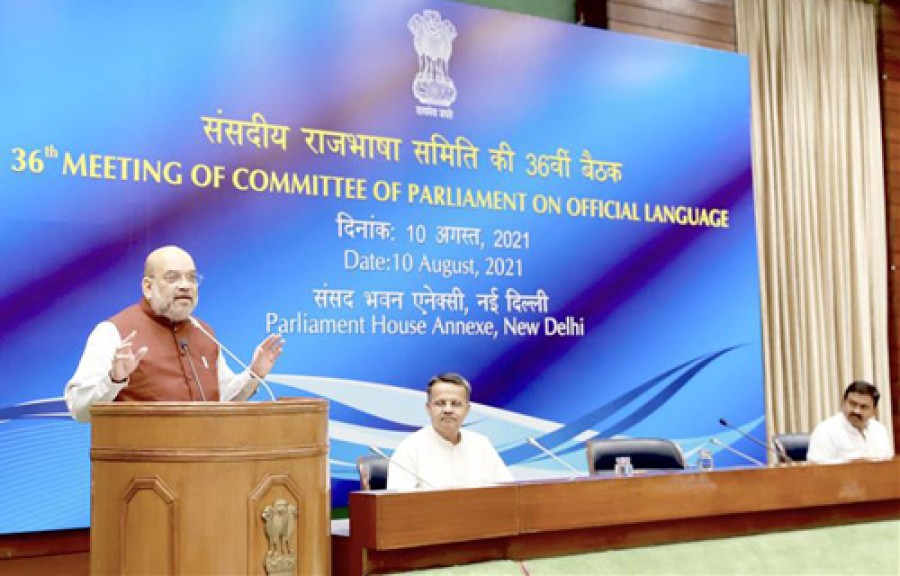 संसदीय राजभाषा समिति की 36वीं बैठक
36th MEETING OF COMMITTEE OF PARLIAMENT ON OFFICIAL LANGUAGE
दिनांक: 10 अगस्त, 2021
Date:10 August, 2021
संसद भवन एनेक्सी, नई दिल्ली
Parliament House Annexe, New Delhi